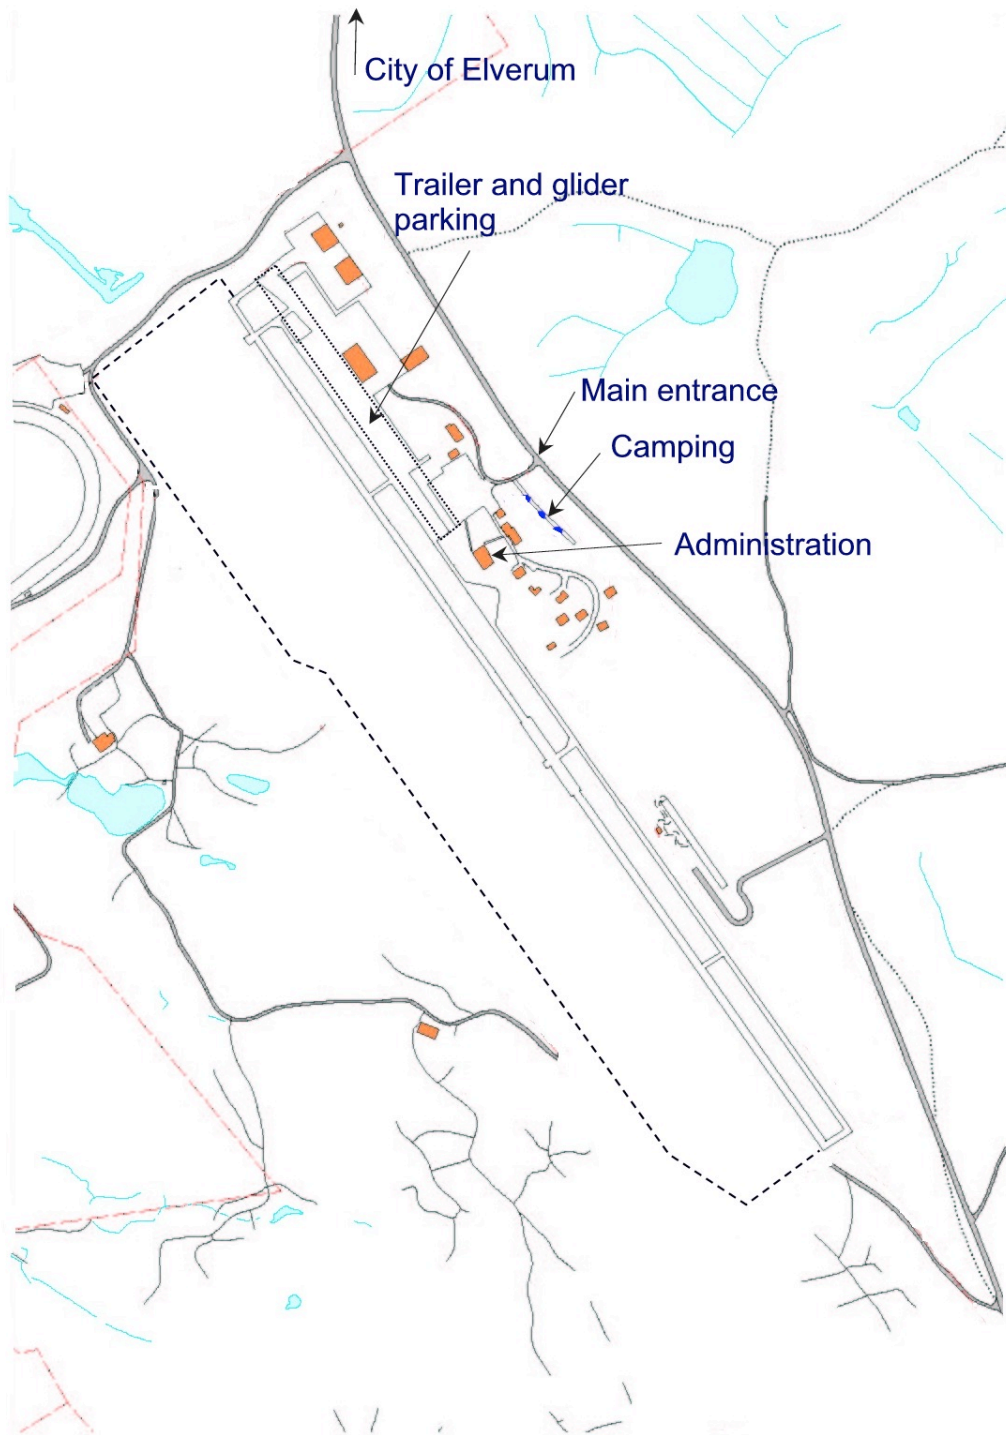 City of Elverum
Trailer and glider
parking
Main entrance
Camping
Administration